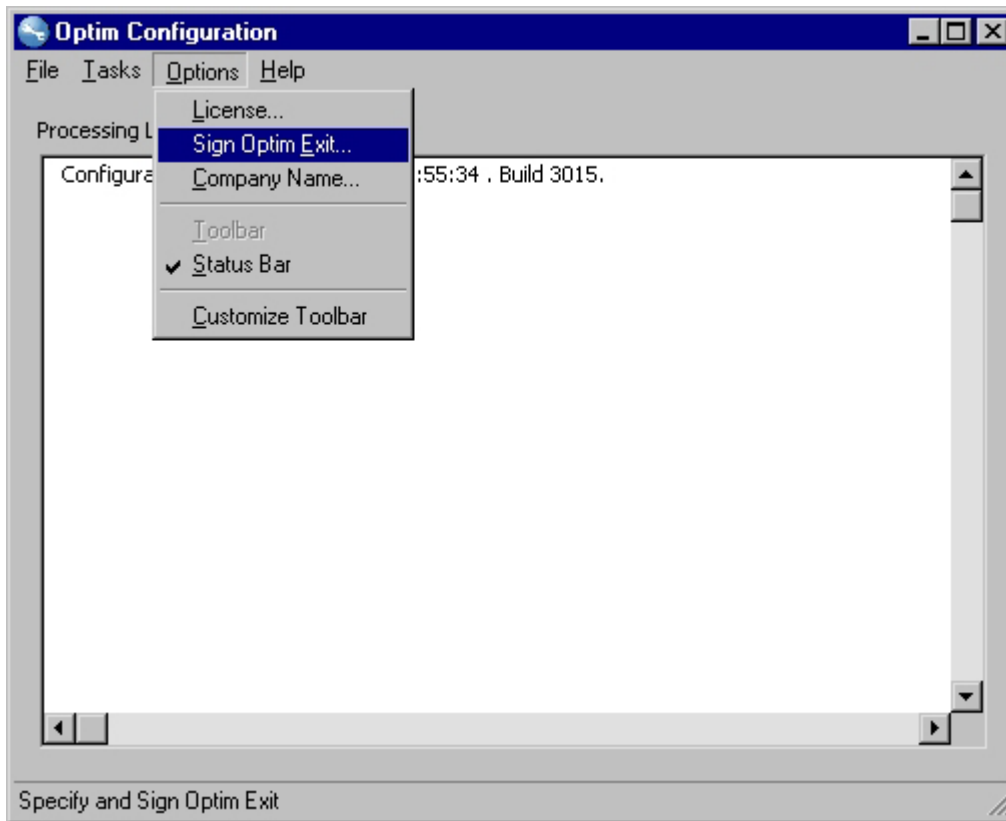 Optim Configuration
File Tasks Options Help
License...
Processing L
Sign Optim Exit...
Configura :55:34 . Build 3015.
Company Name...
Toolbar
Status Bar
Customize Toolbar
Specify and Sign Optim Exit